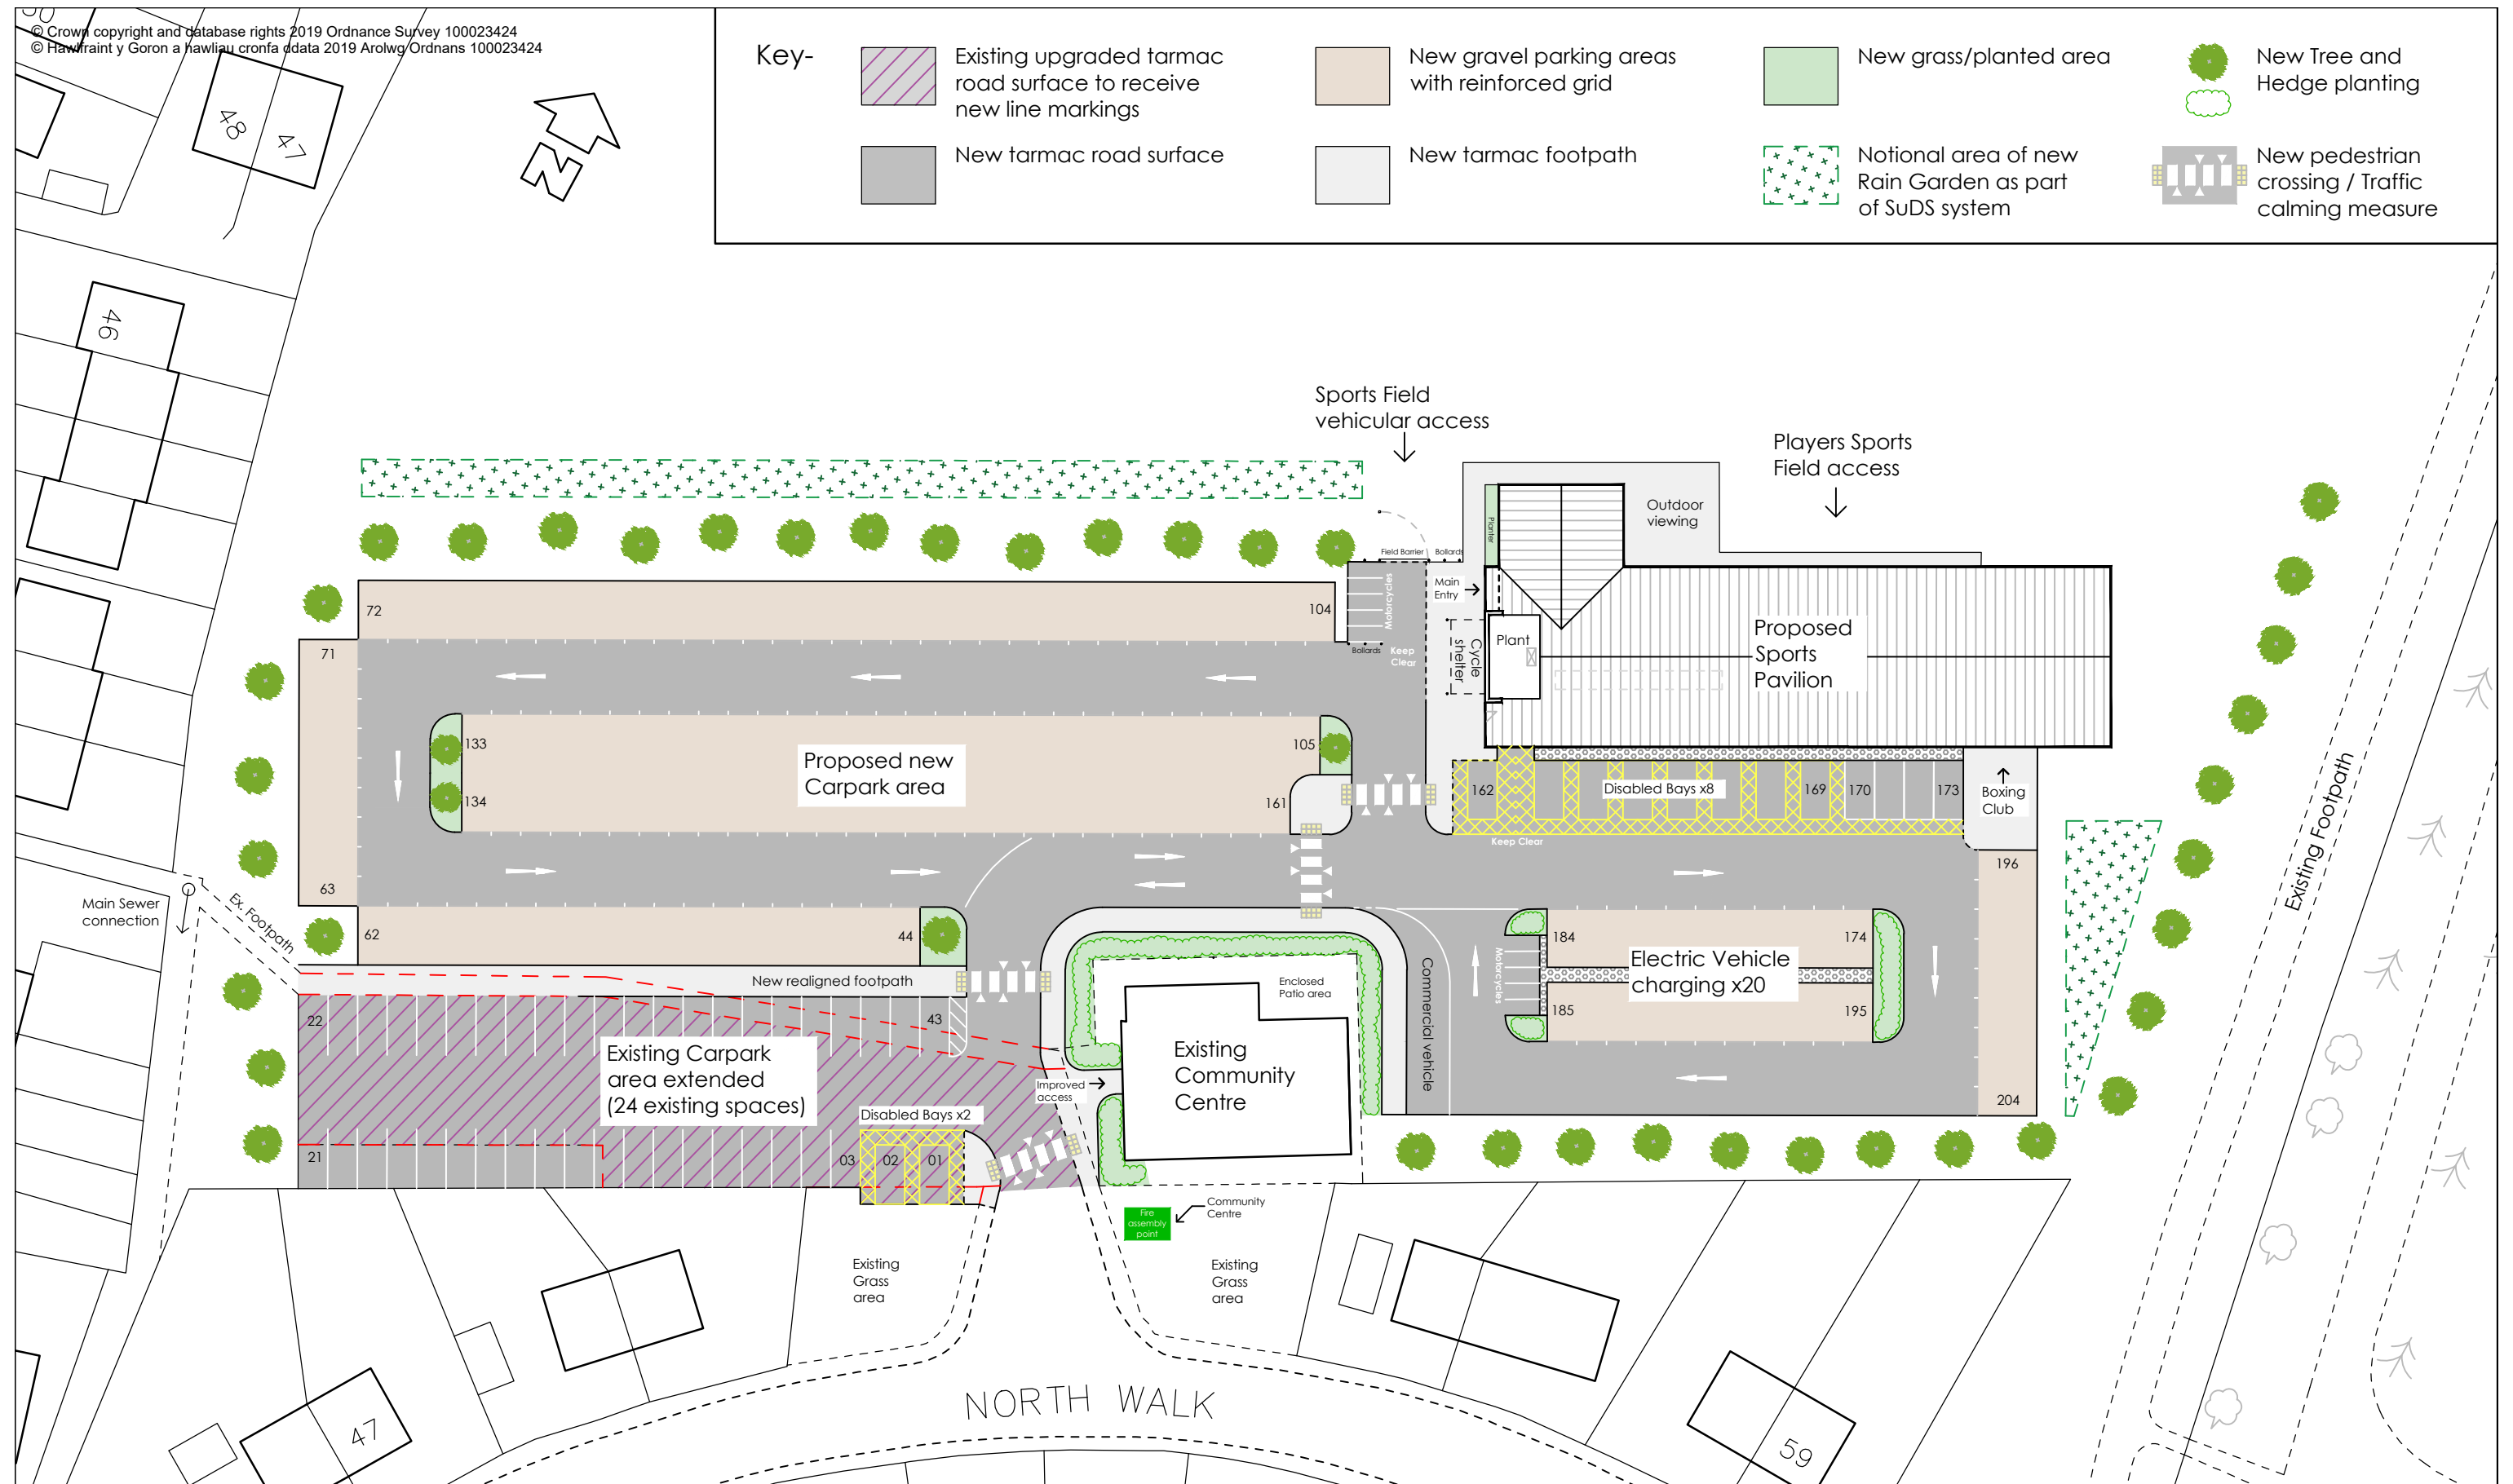 © Crown copyright and database rights 2019 Ordnance Survey 100023424
© Hawlfraint y Goron a hawliau cronfa ddata 2019 Arolwg Ordnans 100023424
Key-
Existing upgraded tarmac
road surface to receive
new line markings
New gravel parking areas
with reinforced grid
New grass/planted area
New Tree and
Hedge planting
New tarmac road surface
New tarmac footpath
Notional area of new
Rain Garden as part
of SuDS system
New pedestrian
crossing / Traffic
calming measure
50
48
47
N
46
Sports Field
vehicular access
Players Sports
Field access
Outdoor
viewing
Planter
Field Barrier
Bollards
Main
Entry
Motorcycles
Bollards
Keep
Clear
Cycle
shelter
Plant
Proposed
Sports
Pavilion
72
104
71
133
105
Proposed new
Carpark area
134
161
162
Disabled Bays x8
169
170
173
Boxing
Club
Keep Clear
Existing Footpath
63
196
Main Sewer
connection
Ex. Footpath
62
44
184
174
Motorcycles
Electric Vehicle
charging x20
New realigned footpath
Enclosed
Patio area
Commercial vehicle
185
195
22
43
Existing Carpark
area extended
(24 existing spaces)
Existing
Community
Centre
Improved
access
204
Disabled Bays x2
21
03
02
01
Fire
assembly
point
Community
Centre
Existing
Grass
area
Existing
Grass
area
NORTH WALK
47
59